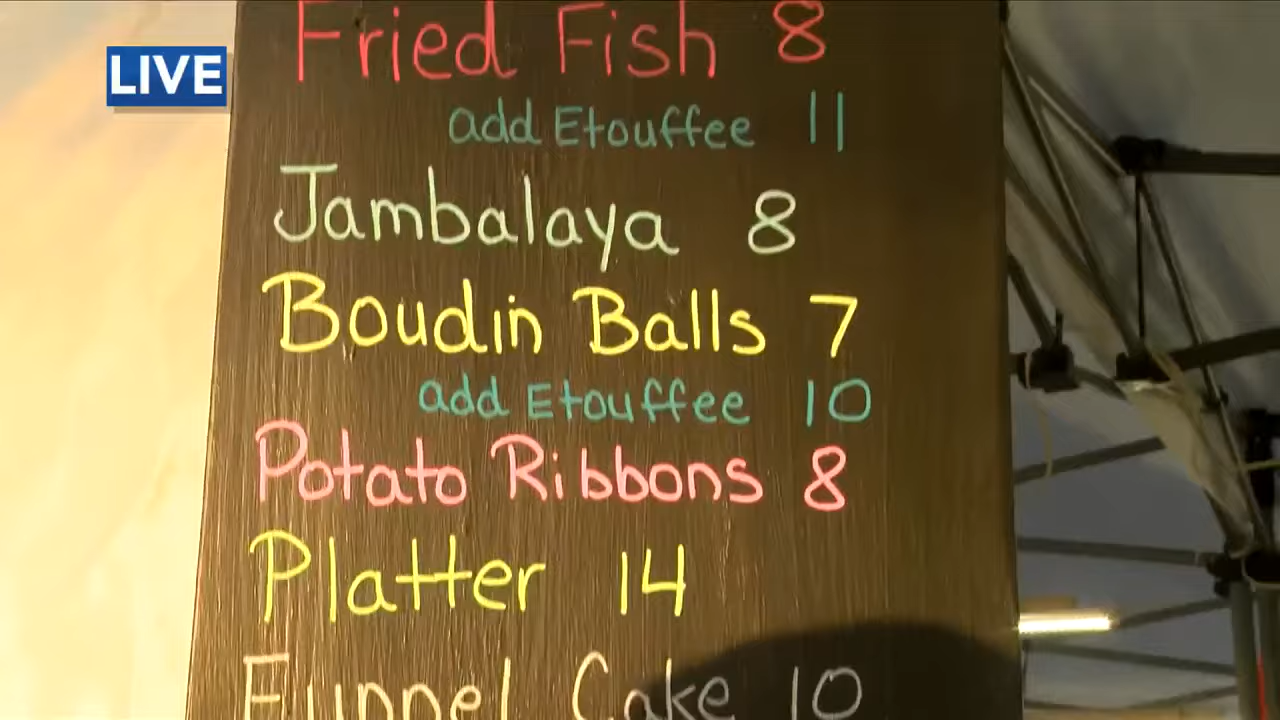 LIVE
Fried Fish 8
add Etouffee 11
Jambalaya 8
Boudin Balls 7
add Etouffee 10
Potato Ribbons 8
Platter 14
Funnel Cake 10